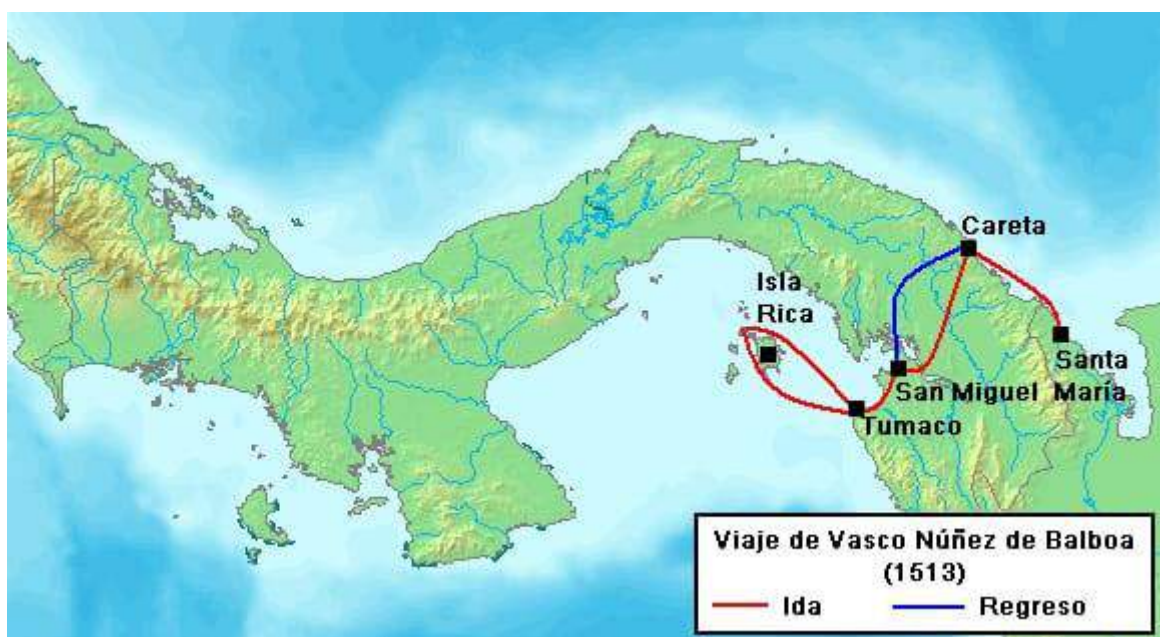 Careta
Isla
Rica
Santa
María
San Miguel
Tumaco
Viaje de Vasco Núñez de Balboa
(1513)
Ida
Regreso